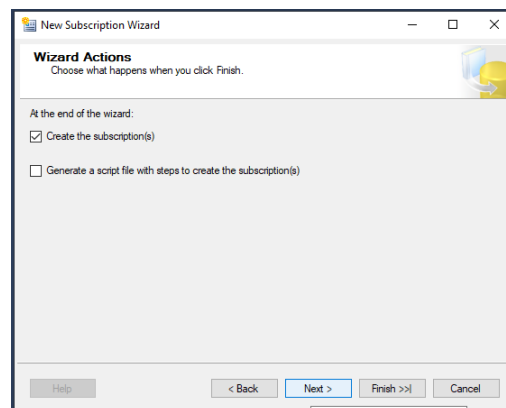 New Subscription Wizard
Wizard Actions
Choose what happens when you click Finish.
At the end of the wizard:
Create the subscription(s)
Generate a script file with steps to create the subscription(s)
Help
< Back
Next >
Finish >>|
Cancel